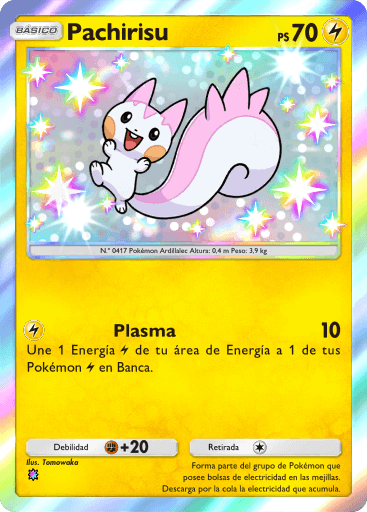 BÁSICO Pachirisu PS 70
N.º 0417 Pokémon Ardillalec Altura: 0,4 m Peso: 3,9 kg
Plasma 10
Une 1 Energía de tu área de Energía a 1 de tus
Pokémon en Banca.
Debilidad +20 Retirada
Ilus. Tomowaka
Forma parte del grupo de Pokémon que
posee bolsas de electricidad en las mejillas.
Descarga por la cola la electricidad que acumula.